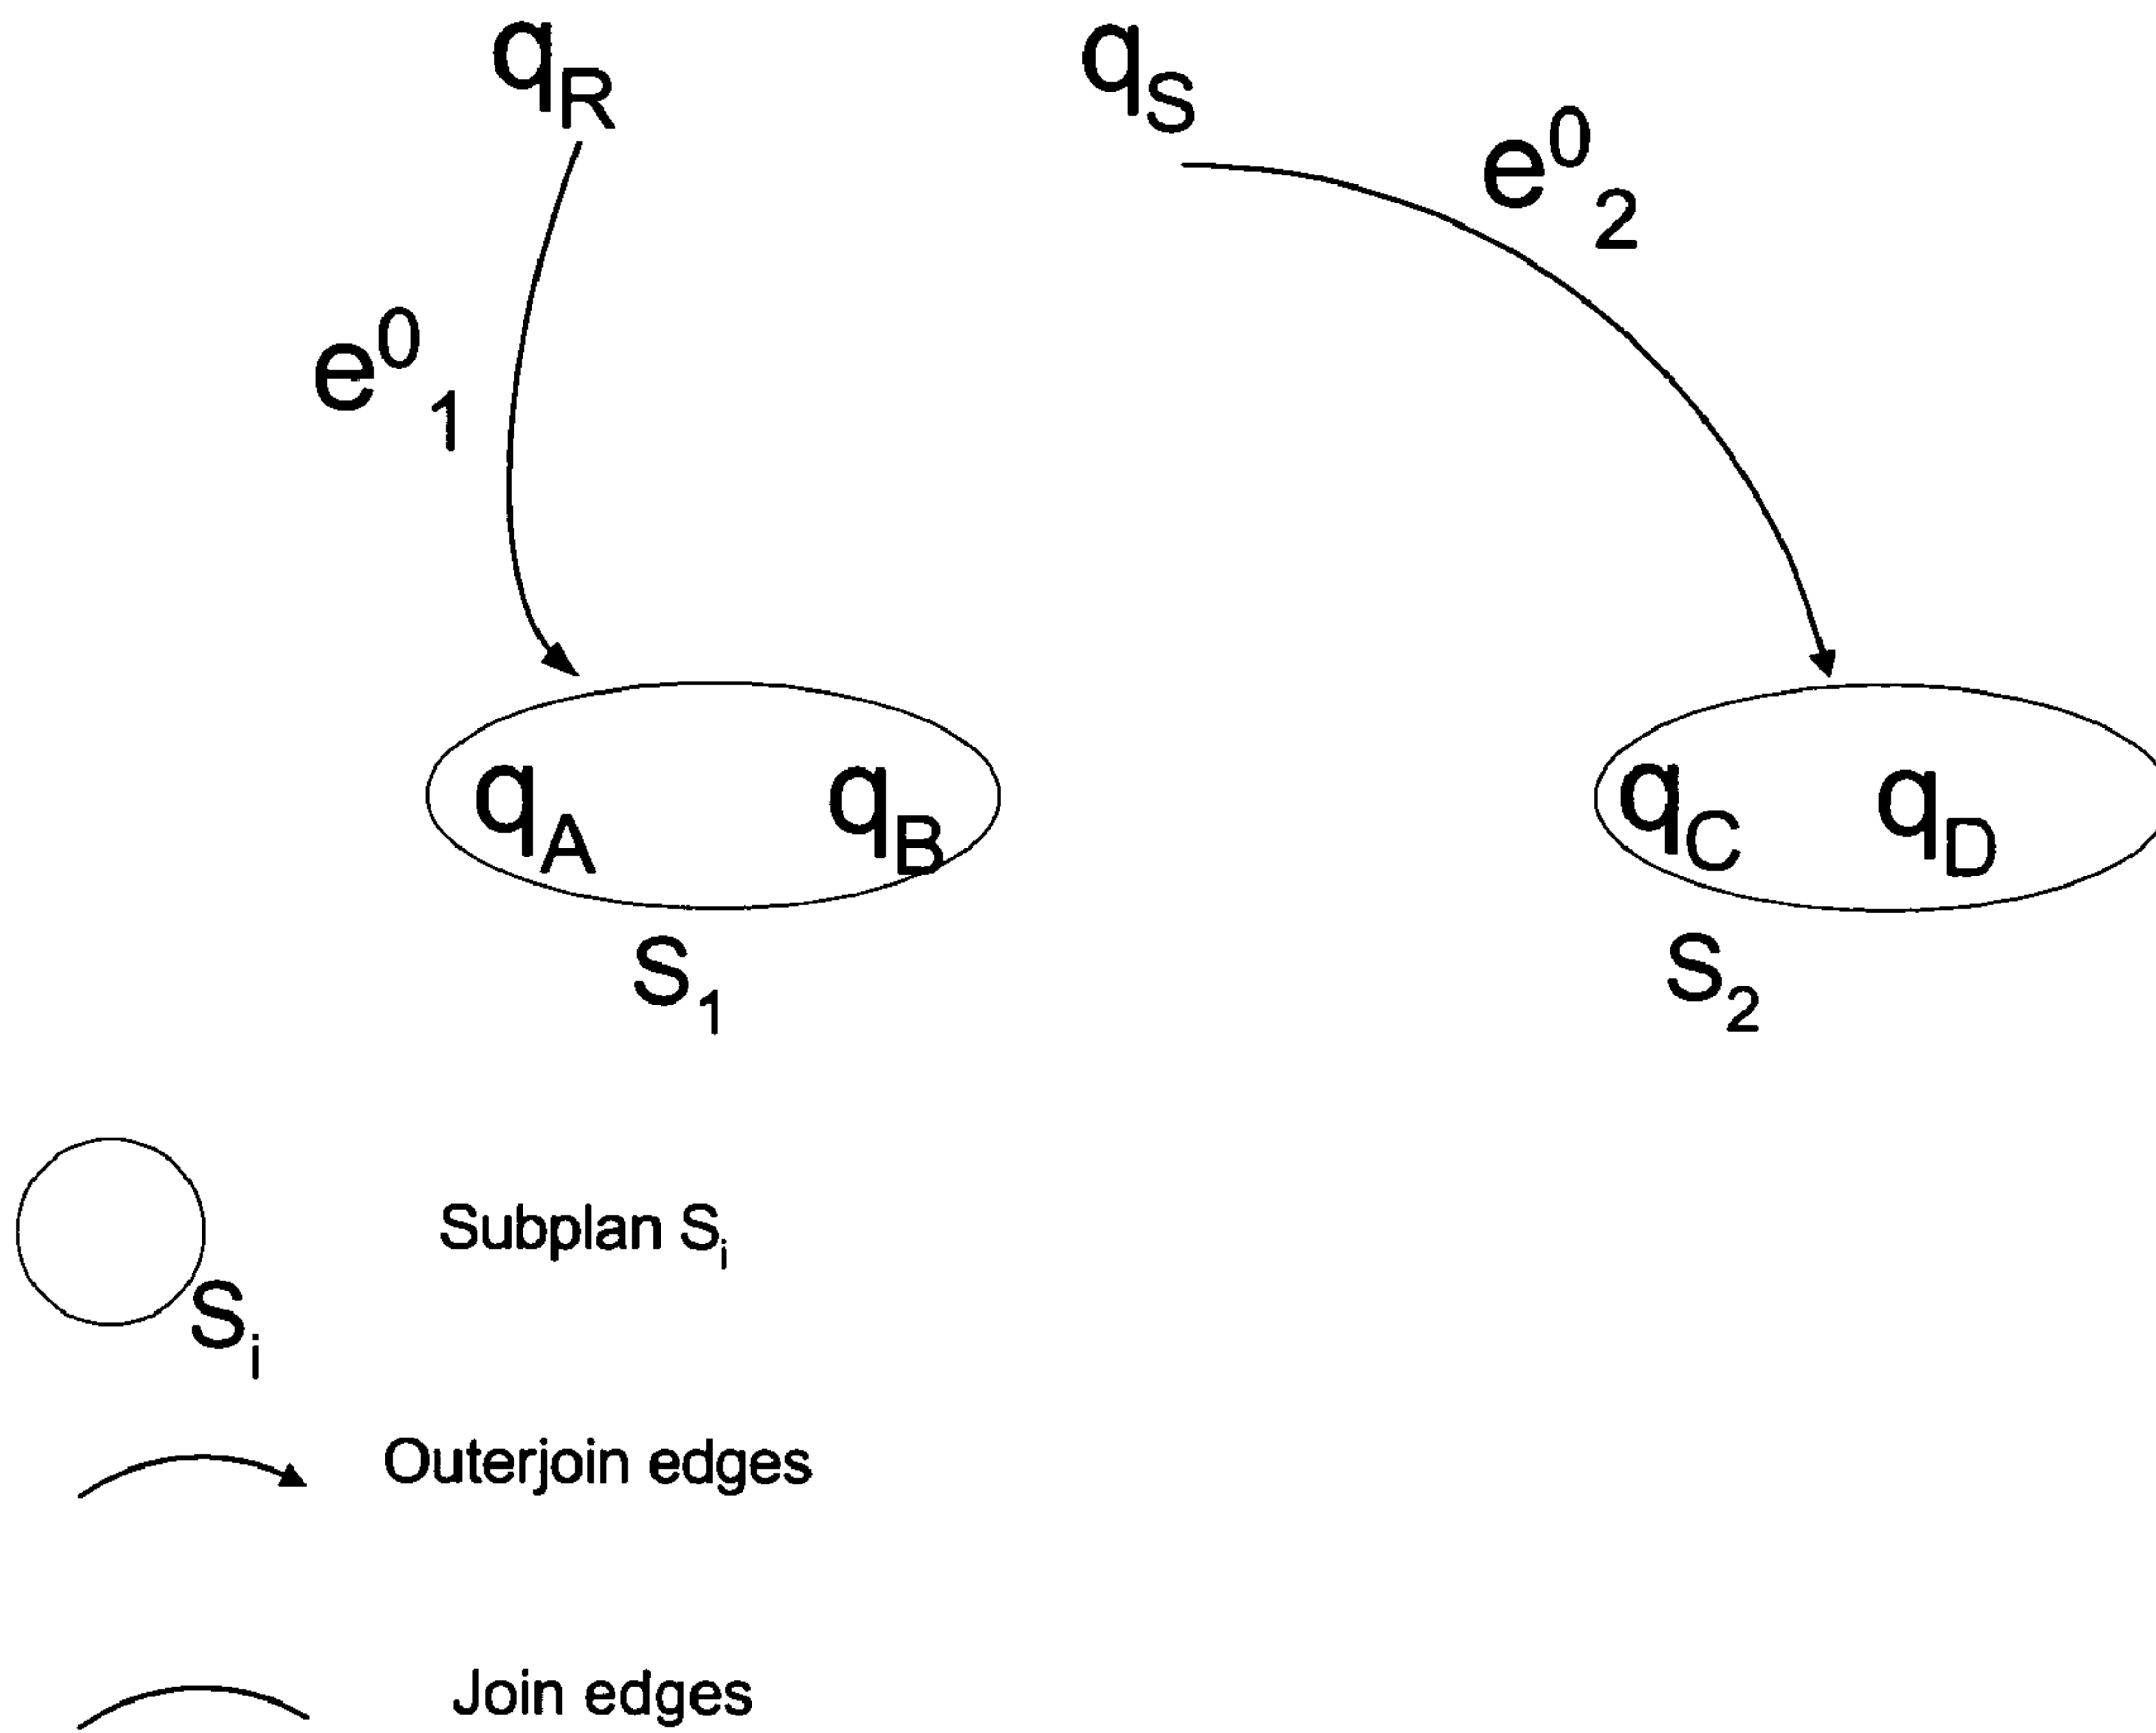 qR qS
e⁰2
e⁰1
qA qB qC qD
S1 S2
Subplan Si
Si
Outerjoin edges
Join edges